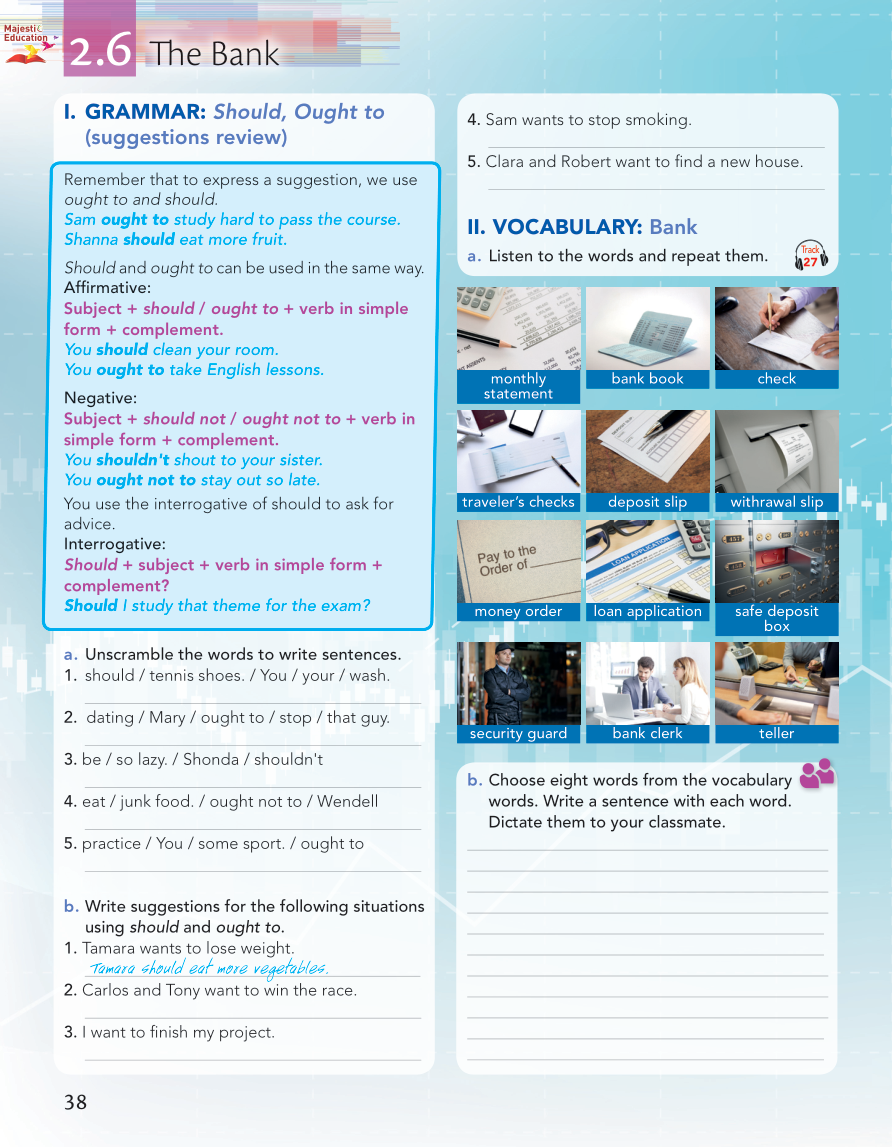 Majestic
Education
2.6 The Bank
I. GRAMMAR: Should, Ought to
(suggestions review)
Remember that to express a suggestion, we use
ought to and should.
Sam ought to study hard to pass the course.
Shanna should eat more fruit.
Should and ought to can be used in the same way.
Affirmative:
Subject + should / ought to + verb in simple
form + complement.
You should clean your room.
You ought to take English lessons.
Negative:
Subject + should not / ought not to + verb in
simple form + complement.
You shouldn't shout to your sister.
You ought not to stay out so late.
You use the interrogative of should to ask for
advice.
Interrogative:
Should + subject + verb in simple form +
complement?
Should I study that theme for the exam?
a. Unscramble the words to write sentences.
1. should / tennis shoes. / You / your / wash.
2. dating / Mary / ought to / stop / that guy.
3. be / so lazy. / Shonda / shouldn't
4. eat / junk food. / ought not to / Wendell
5. practice / You / some sport. / ought to
b. Write suggestions for the following situations
using should and ought to.
1. Tamara wants to lose weight.
Tamara should eat more vegetables.
2. Carlos and Tony want to win the race.
3. I want to finish my project.
4. Sam wants to stop smoking.
5. Clara and Robert want to find a new house.
II. VOCABULARY: Bank
a. Listen to the words and repeat them.
Track
27
monthly
statement
bank book
check
traveler's checks
deposit slip
withrawal slip
Pay to the
Order of
money order
LOAN APPLICATION
loan application
safe deposit
box
security guard
bank clerk
teller
b. Choose eight words from the vocabulary
words. Write a sentence with each word.
Dictate them to your classmate.
38